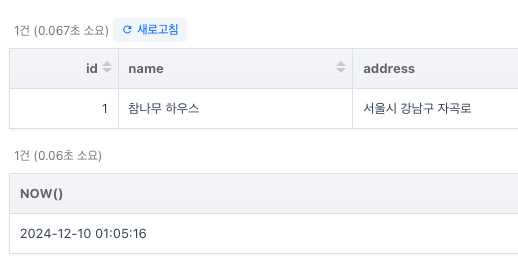 1건 (0.067초 소요) 새로고침
id name address
1 참나무 하우스 서울시 강남구 자곡로
1건 (0.06초 소요)
NOW()
2024-12-10 01:05:16